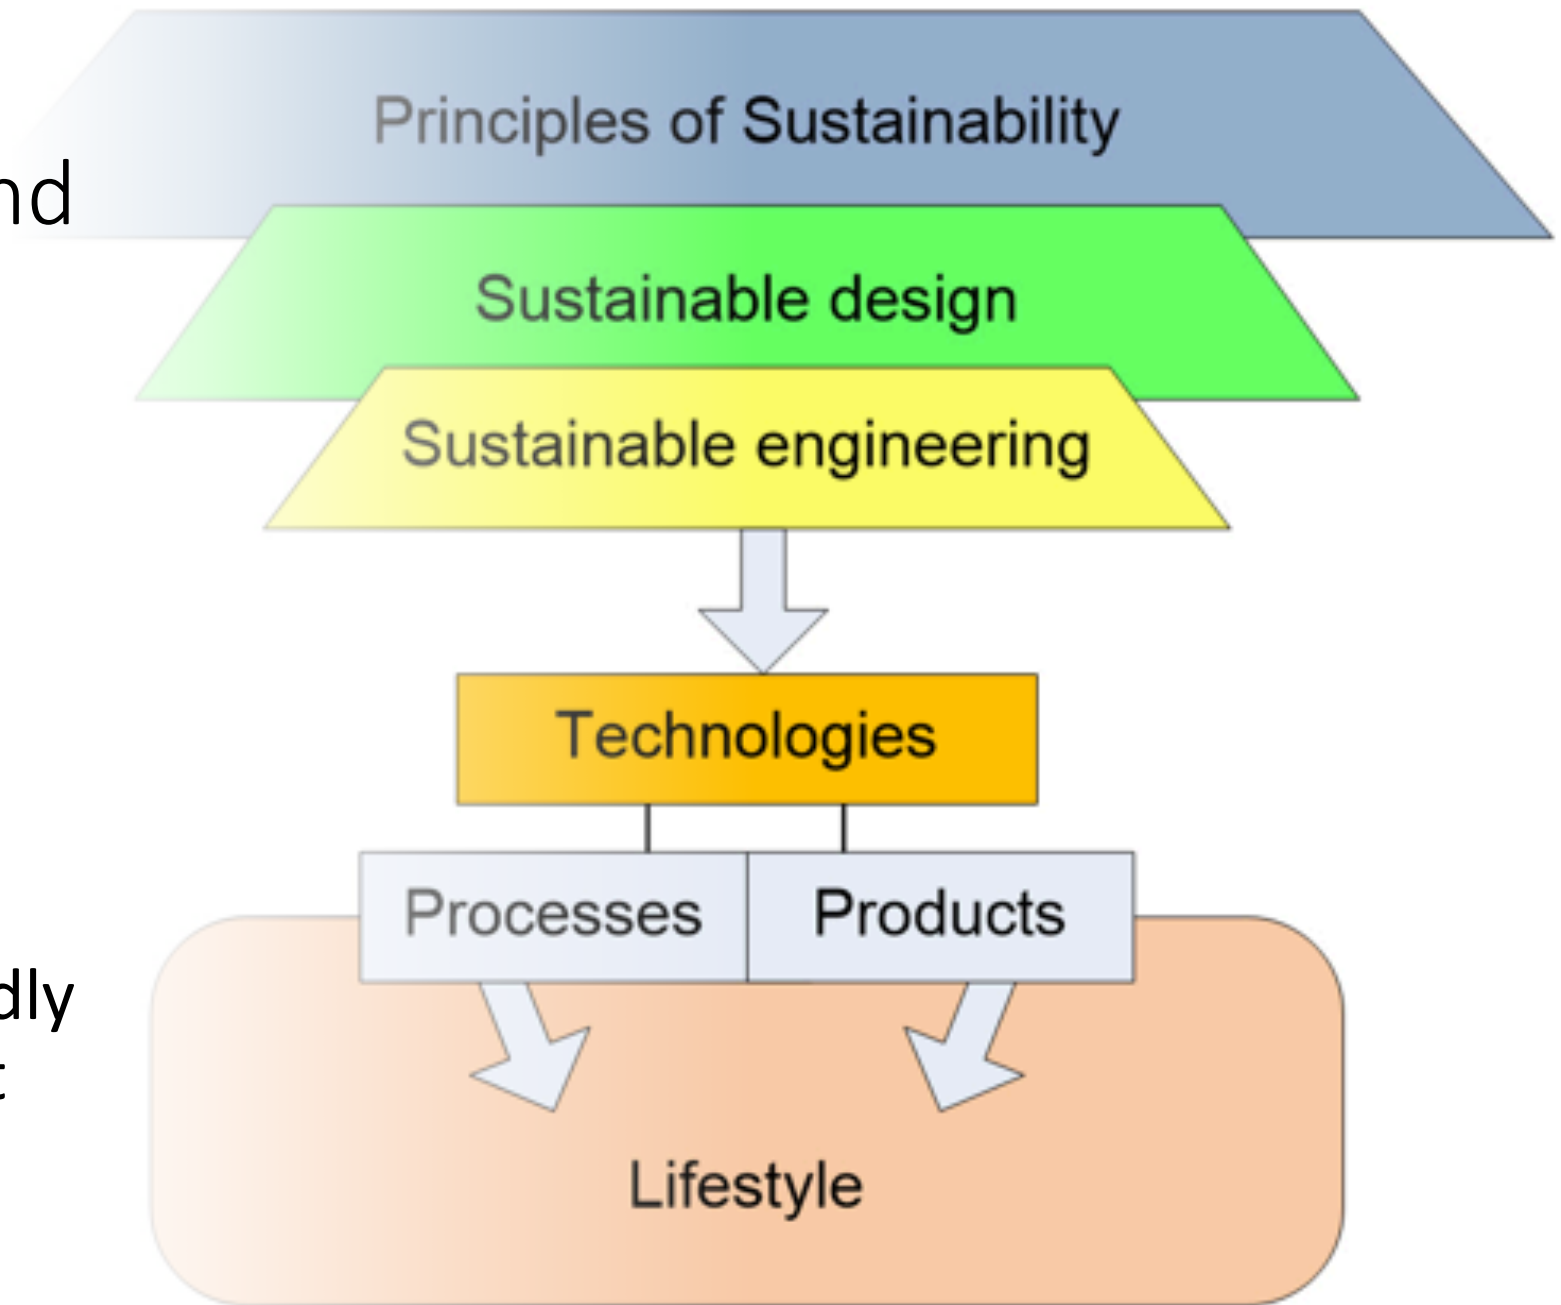 Principles of Sustainability
nd
Sustainable design
Sustainable engineering
Technologies
Processes Products
dly
t
Lifestyle